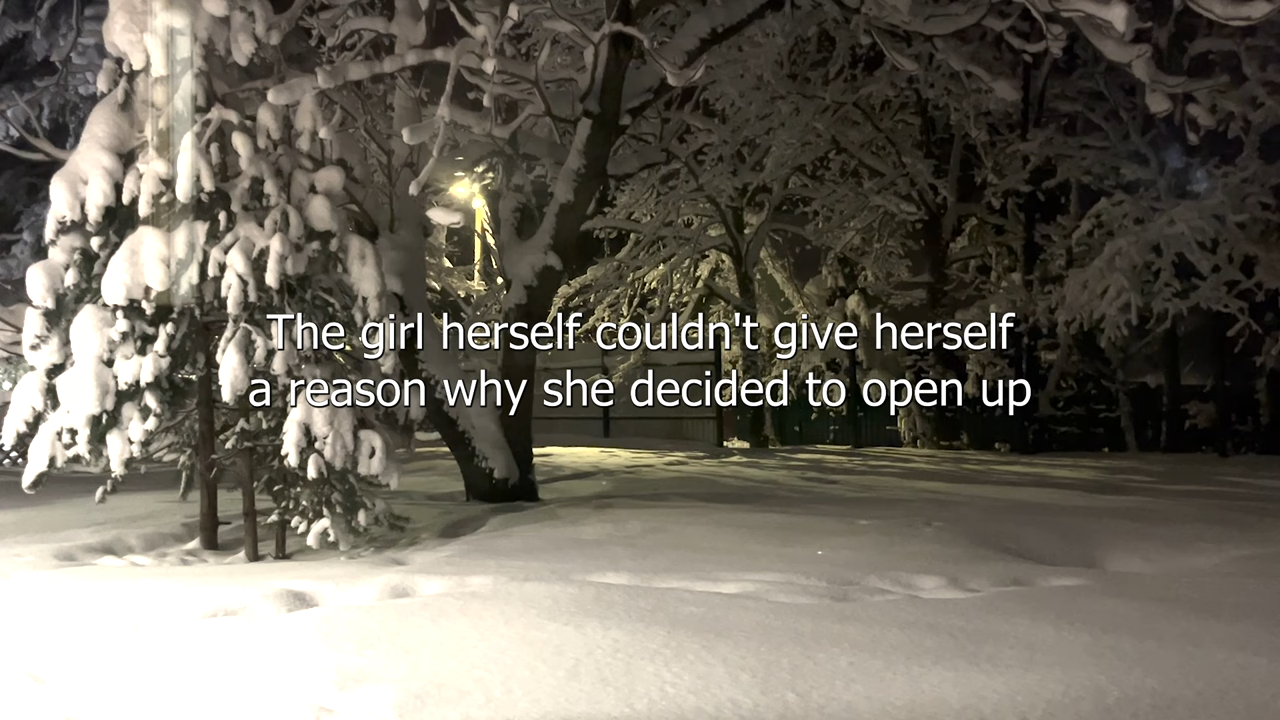 The girl herself couldn't give herself
a reason why she decided to open up